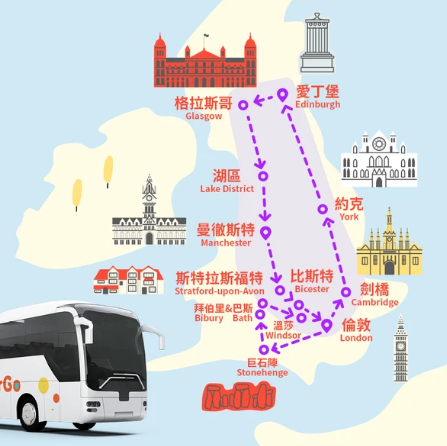 愛丁堡
Edinburgh
格拉斯哥
Glasgow
湖區
Lake District
約克
York
曼徹斯特
Manchester
斯特拉斯福特
Stratford-upon-Avon
比斯特
Bicester
劍橋
Cambridge
拜伯里&巴斯
Bibury Bath
溫莎
Windsor
倫敦
London
巨石陣
Stonehenge
rGo